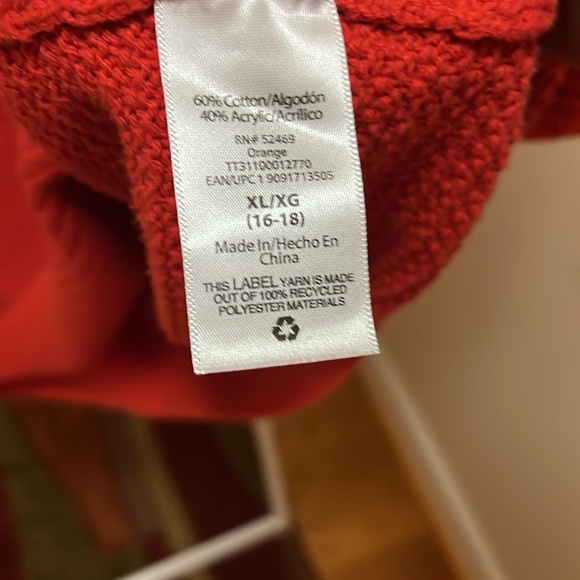 60% Cotton/Algodón
40% Acrylic/Acrílico
RN# 52469
Orange
TT31100G12770
EAN/UPC 1 9091713505
XL/XG
(16-18)
Made In/Hecho En
China
THIS LABEL YARN IS MADE
OUT OF 100% RECYCLED
POLYESTER MATERIALS